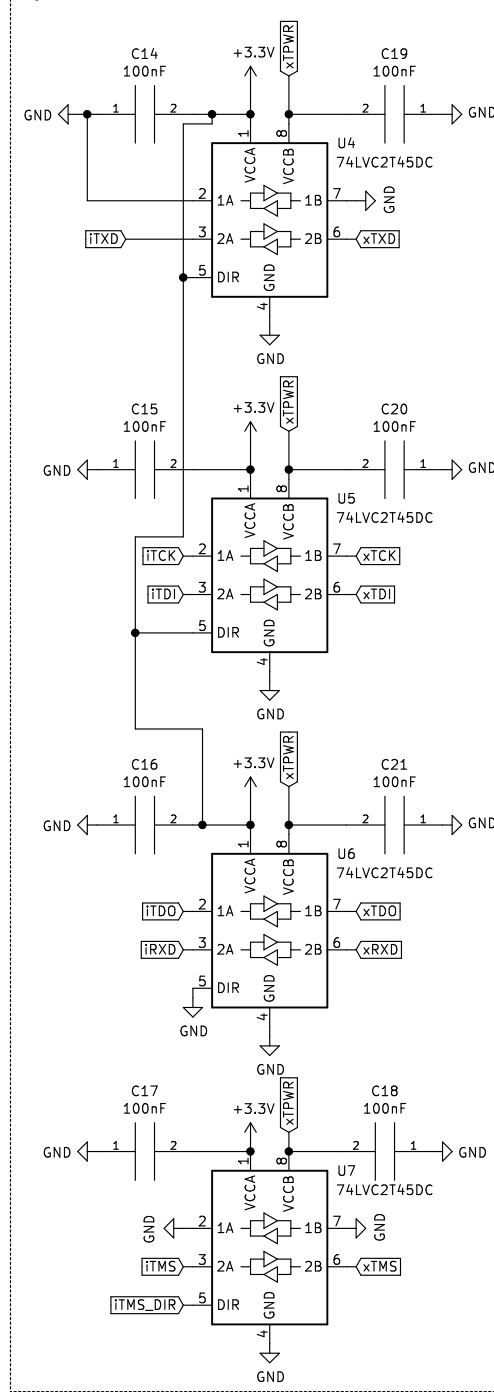 C14
100nF
+3.3V
xTPWR
C19
100nF
GND 1 2 2 1 GND
1 8
VCCA VCCB
U4
74LVC2T45DC
2 1A 1B 7 GND
iTXD 3 2A 2B 6 xTXD
5 DIR GND
4
GND
C15
100nF
+3.3V
xTPWR
C20
100nF
GND 1 2 2 1 GND
1 8
VCCA VCCB
U5
74LVC2T45DC
iTCK 2 1A 1B 7 xTCK
iTDI 3 2A 2B 6 xTDI
5 DIR GND
4
GND
C16
100nF
+3.3V
xTPWR
C21
100nF
GND 1 2 2 1 GND
1 8
VCCA VCCB
U6
74LVC2T45DC
iTDO 2 1A 1B 7 xTDO
iRXD 3 2A 2B 6 xRXD
5 DIR GND
GND
4
GND
C17
100nF
+3.3V
xTPWR
C18
100nF
GND 1 2 2 1 GND
1 8
VCCA VCCB
U7
74LVC2T45DC
GND 2 1A 1B 7 GND
iTMS 3 2A 2B 6 xTMS
iTMS_DIR 5 DIR GND
4
GND